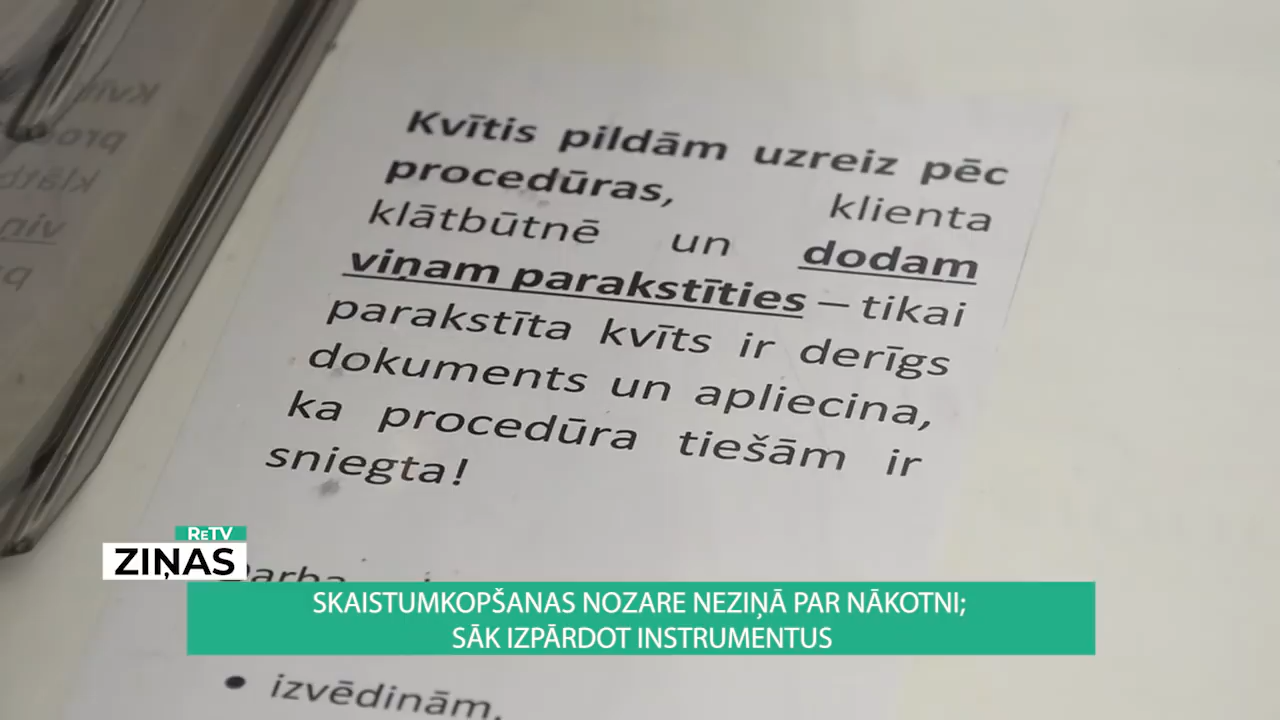 Kvītis pildām uzreiz pēc
procedūras, klienta
klātbūtnē un dodam
viņam parakstīties – tikai
parakstīta kvīts ir derīgs
dokuments un apliecina,
ka procedūra tiešām ir
sniegta!
RETV
ZIŅAS
SKAISTUMKOPŠANAS NOZARE NEZIŅĀ PAR NĀKOTNI;
SĀK IZPĀRDOT INSTRUMENTUS
• izvēdinām,